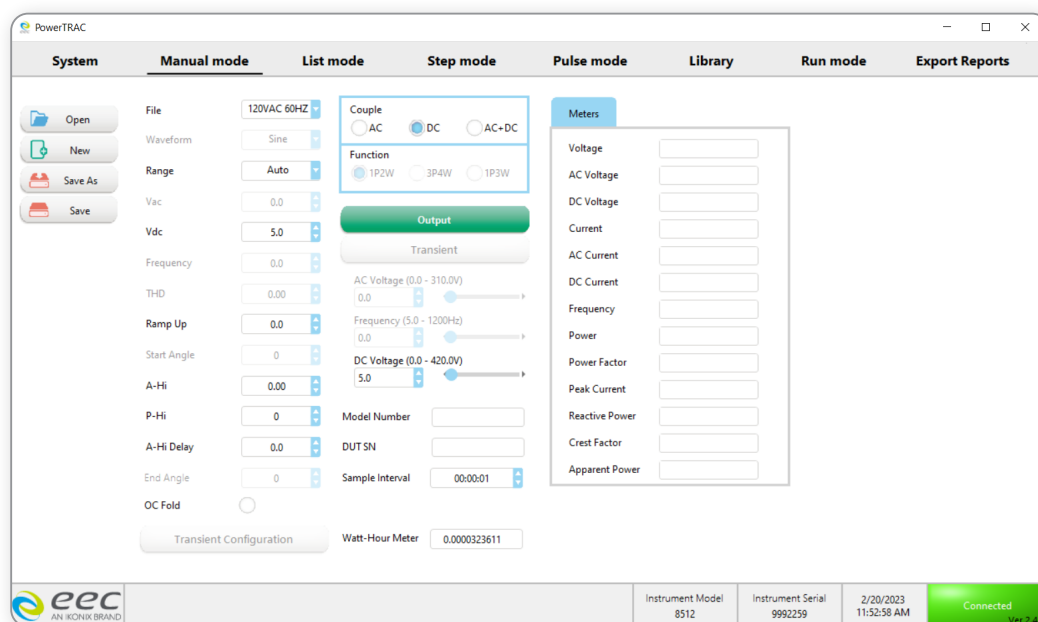 PowerTRAC
System Manual mode List mode Step mode Pulse mode Library Run mode Export Reports
Open
New
Save As
Save
File 120VAC 60HZ
Waveform Sine
Range Auto
Vac 0.0
Vdc 5.0
Frequency 0.0
THD 0.00
Ramp Up 0.0
Start Angle 0
A-Hi 0.00
P-Hi 0
A-Hi Delay 0.0
End Angle 0
OC Fold
Transient Configuration
Couple
AC DC AC+DC
Function
1P2W 3P4W 1P3W
Output
Transient
AC Voltage (0.0 - 310.0V)
0.0
Frequency (5.0 - 1200Hz)
0.0
DC Voltage (0.0 - 420.0V)
5.0
Model Number
DUT SN
Sample Interval 00:00:01
Watt-Hour Meter 0.0000323611
Meters
Voltage
AC Voltage
DC Voltage
Current
AC Current
DC Current
Frequency
Power
Power Factor
Peak Current
Reactive Power
Crest Factor
Apparent Power
eec
AN IKONIX BRAND
Instrument Model
8512
Instrument Serial
9992259
2/20/2023
11:52:58 AM
Connected